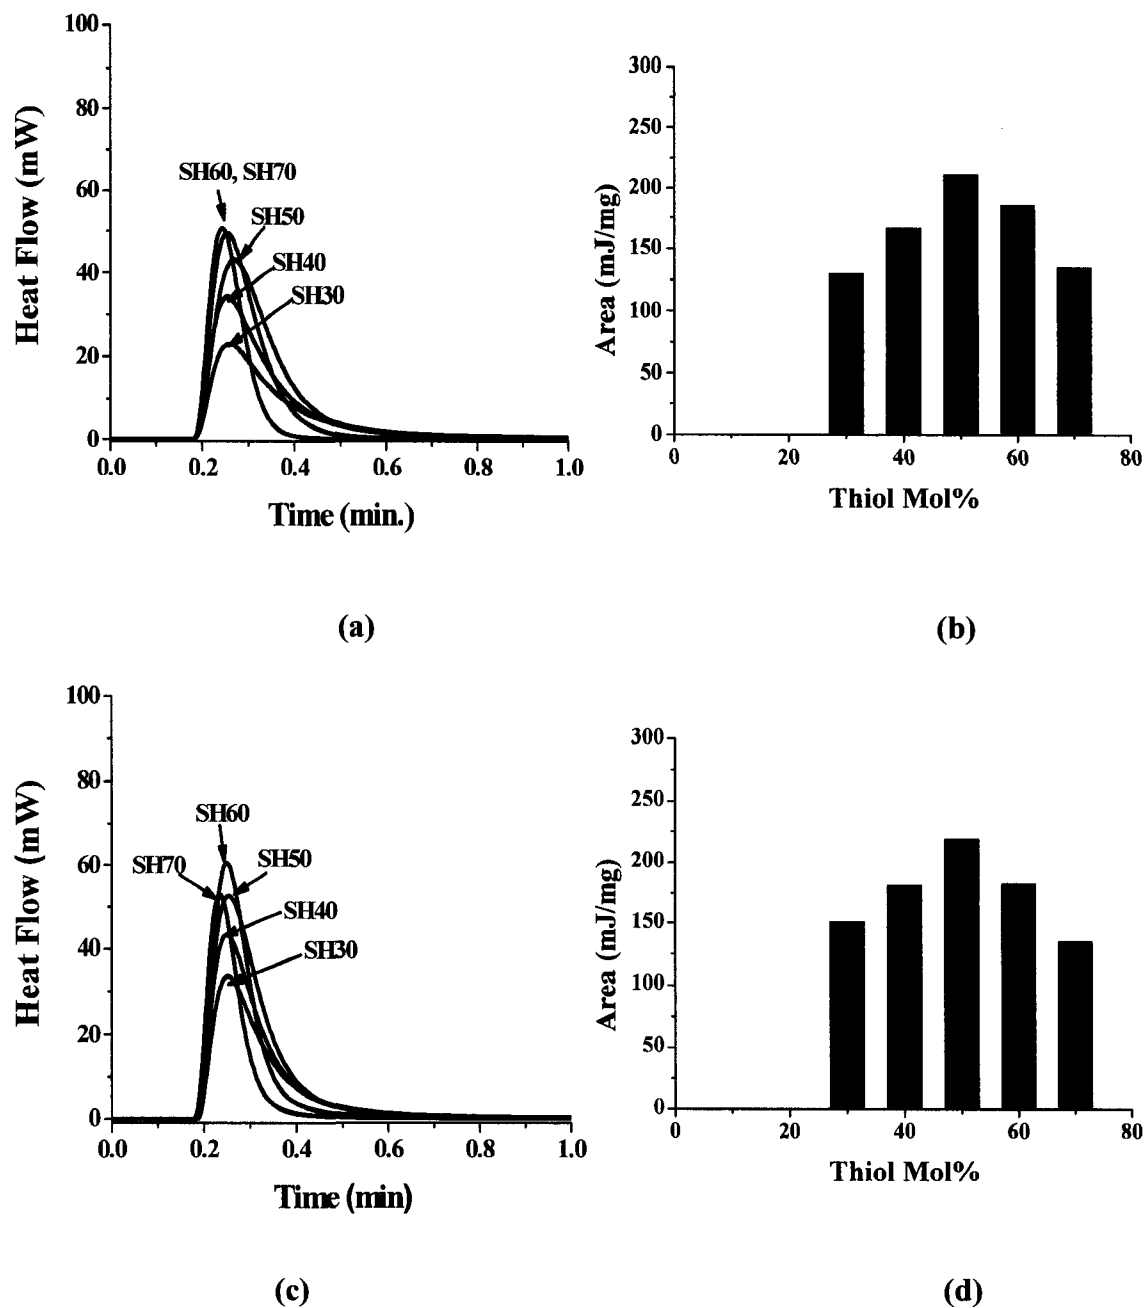 100
80
60
40
20
0
Heat Flow (mW)
SH60, SH70
SH50
SH40
SH30
0.0 0.2 0.4 0.6 0.8 1.0
Time (min.)
(a)
300
250
200
150
100
50
0
Area (mJ/mg)
0 20 40 60 80
Thiol Mol%
(b)
100
80
60
40
20
0
Heat Flow (mW)
SH60
SH70
SH50
SH40
SH30
0.0 0.2 0.4 0.6 0.8 1.0
Time (min)
(c)
300
250
200
150
100
50
0
Area (mJ/mg)
0 20 40 60 80
Thiol Mol%
(d)